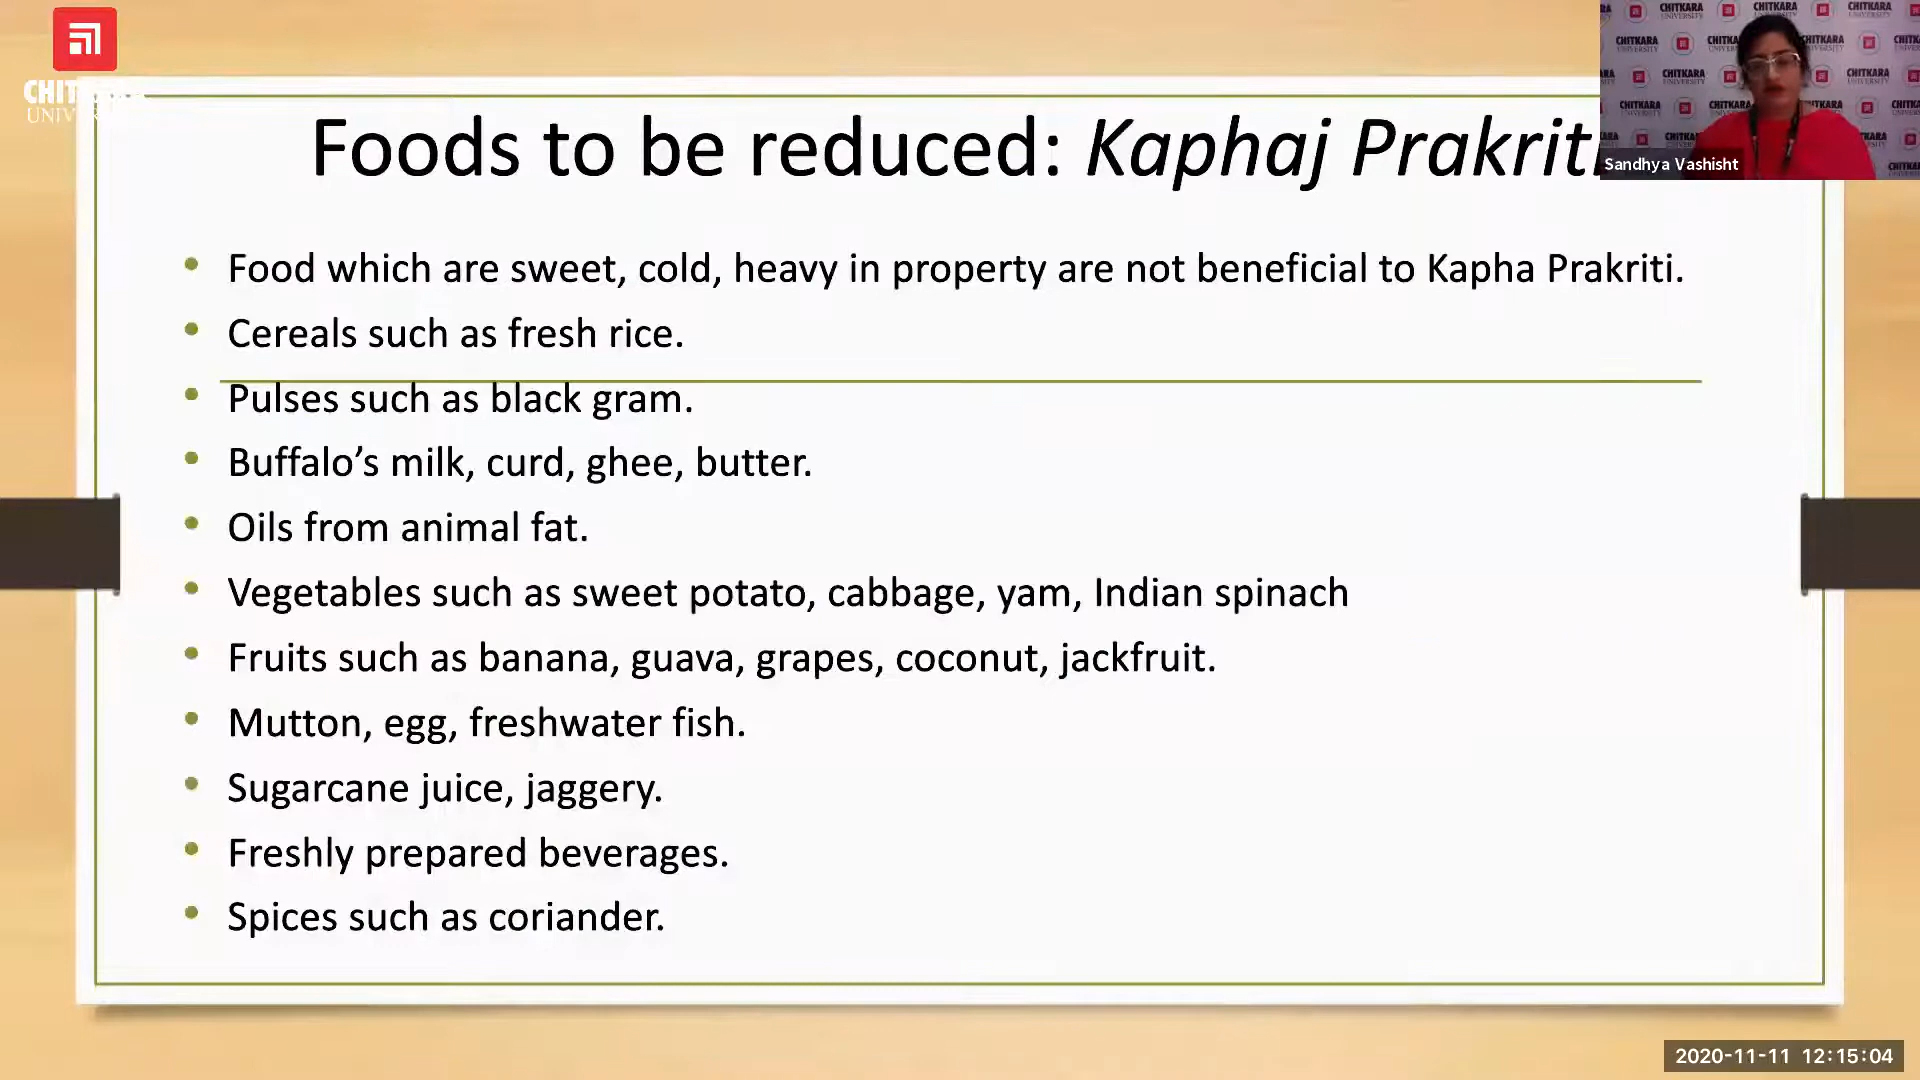 CHITKARA
UNIVERSITY
Foods to be reduced: Kaphaj Prakriti
Sandhya Vashisht
• Food which are sweet, cold, heavy in property are not beneficial to Kapha Prakriti.
• Cereals such as fresh rice.
• Pulses such as black gram.
• Buffalo’s milk, curd, ghee, butter.
• Oils from animal fat.
• Vegetables such as sweet potato, cabbage, yam, Indian spinach
• Fruits such as banana, guava, grapes, coconut, jackfruit.
• Mutton, egg, freshwater fish.
• Sugarcane juice, jaggery.
• Freshly prepared beverages.
• Spices such as coriander.
2020-11-11 12:15:04